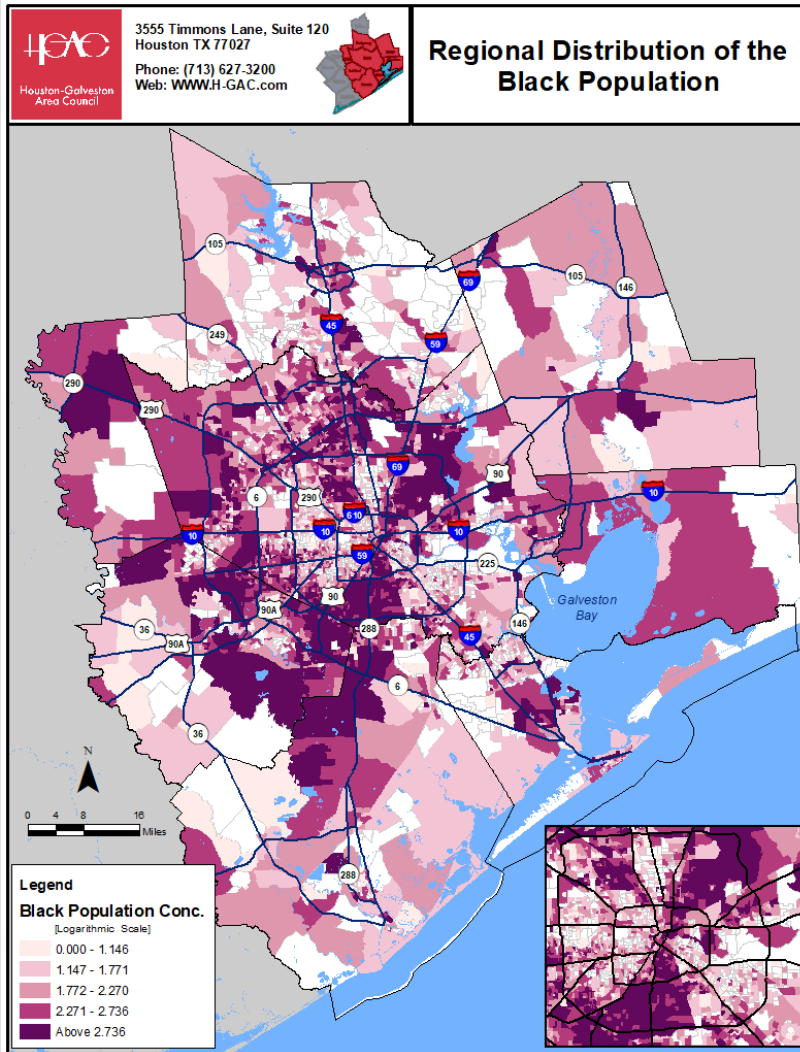 HGAC
Houston-Galveston
Area Council
3555 Timmons Lane, Suite 120
Houston TX 77027
Phone: (713) 627-3200
Web: WWW.H-GAC.com
Regional Distribution of the
Black Population
105
69
105
146
45
59
249
290
290
69
90
6
290
610
10
10
10
10
59
225
90
90A
Galveston
Bay
36
90A
288
45
146
6
36
N
0 4 8 16
Miles
288
Legend
Black Population Conc.
[Logarithmic Scale]
0.000 - 1.146
1.147 - 1.771
1.772 - 2.270
2.271 - 2.736
Above 2.736